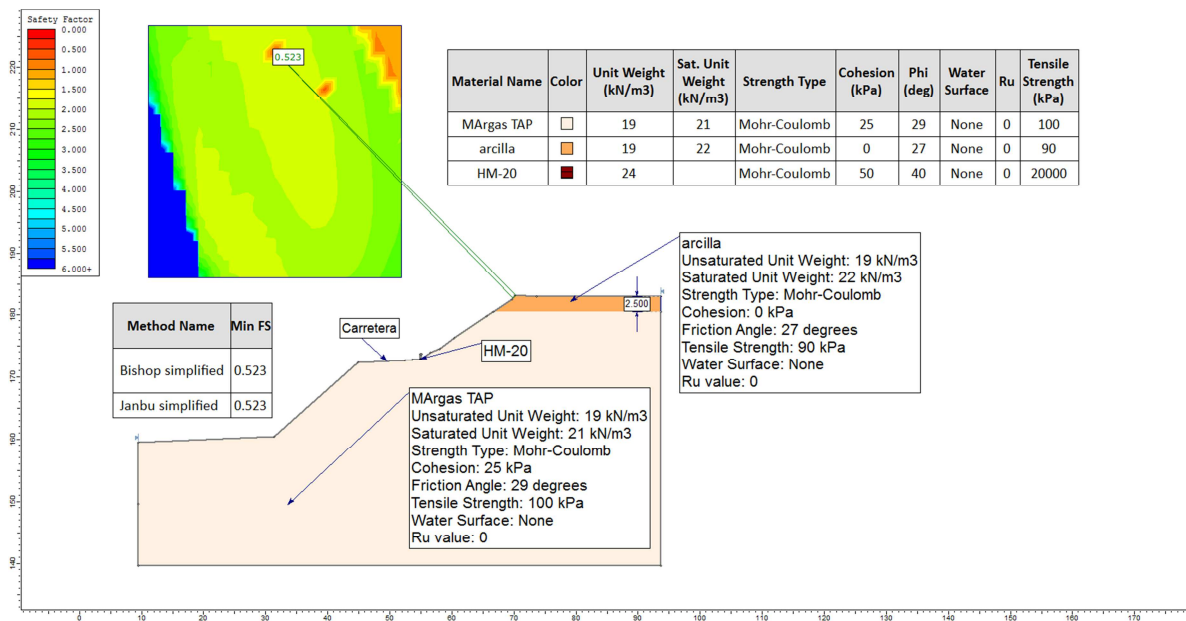 Safety Factor
0.000
0.500
1.000
1.500
2.000
2.500
3.000
3.500
4.000
4.500
5.000
5.500
6.000+
0.523
Material Name Color Unit Weight (kN/m3) Sat. Unit Weight (kN/m3) Strength Type Cohesion (kPa) Phi (deg) Water Surface Ru Tensile Strength (kPa)
MArgas TAP 19 21 Mohr-Coulomb 25 29 None 0 100
arcilla 19 22 Mohr-Coulomb 0 27 None 0 90
HM-20 24 Mohr-Coulomb 50 40 None 0 20000
arcilla
Unsaturated Unit Weight: 19 kN/m3
Saturated Unit Weight: 22 kN/m3
Strength Type: Mohr-Coulomb
Cohesion: 0 kPa
Friction Angle: 27 degrees
Tensile Strength: 90 kPa
Water Surface: None
Ru value: 0
2.500
Method Name Min FS
Bishop simplified 0.523
Janbu simplified 0.523
Carretera
HM-20
MArgas TAP
Unsaturated Unit Weight: 19 kN/m3
Saturated Unit Weight: 21 kN/m3
Strength Type: Mohr-Coulomb
Cohesion: 25 kPa
Friction Angle: 29 degrees
Tensile Strength: 100 kPa
Water Surface: None
Ru value: 0
220
210
200
190
180
170
160
150
140
0 10 20 30 40 50 60 70 80 90 100 110 120 130 140 150 160 170